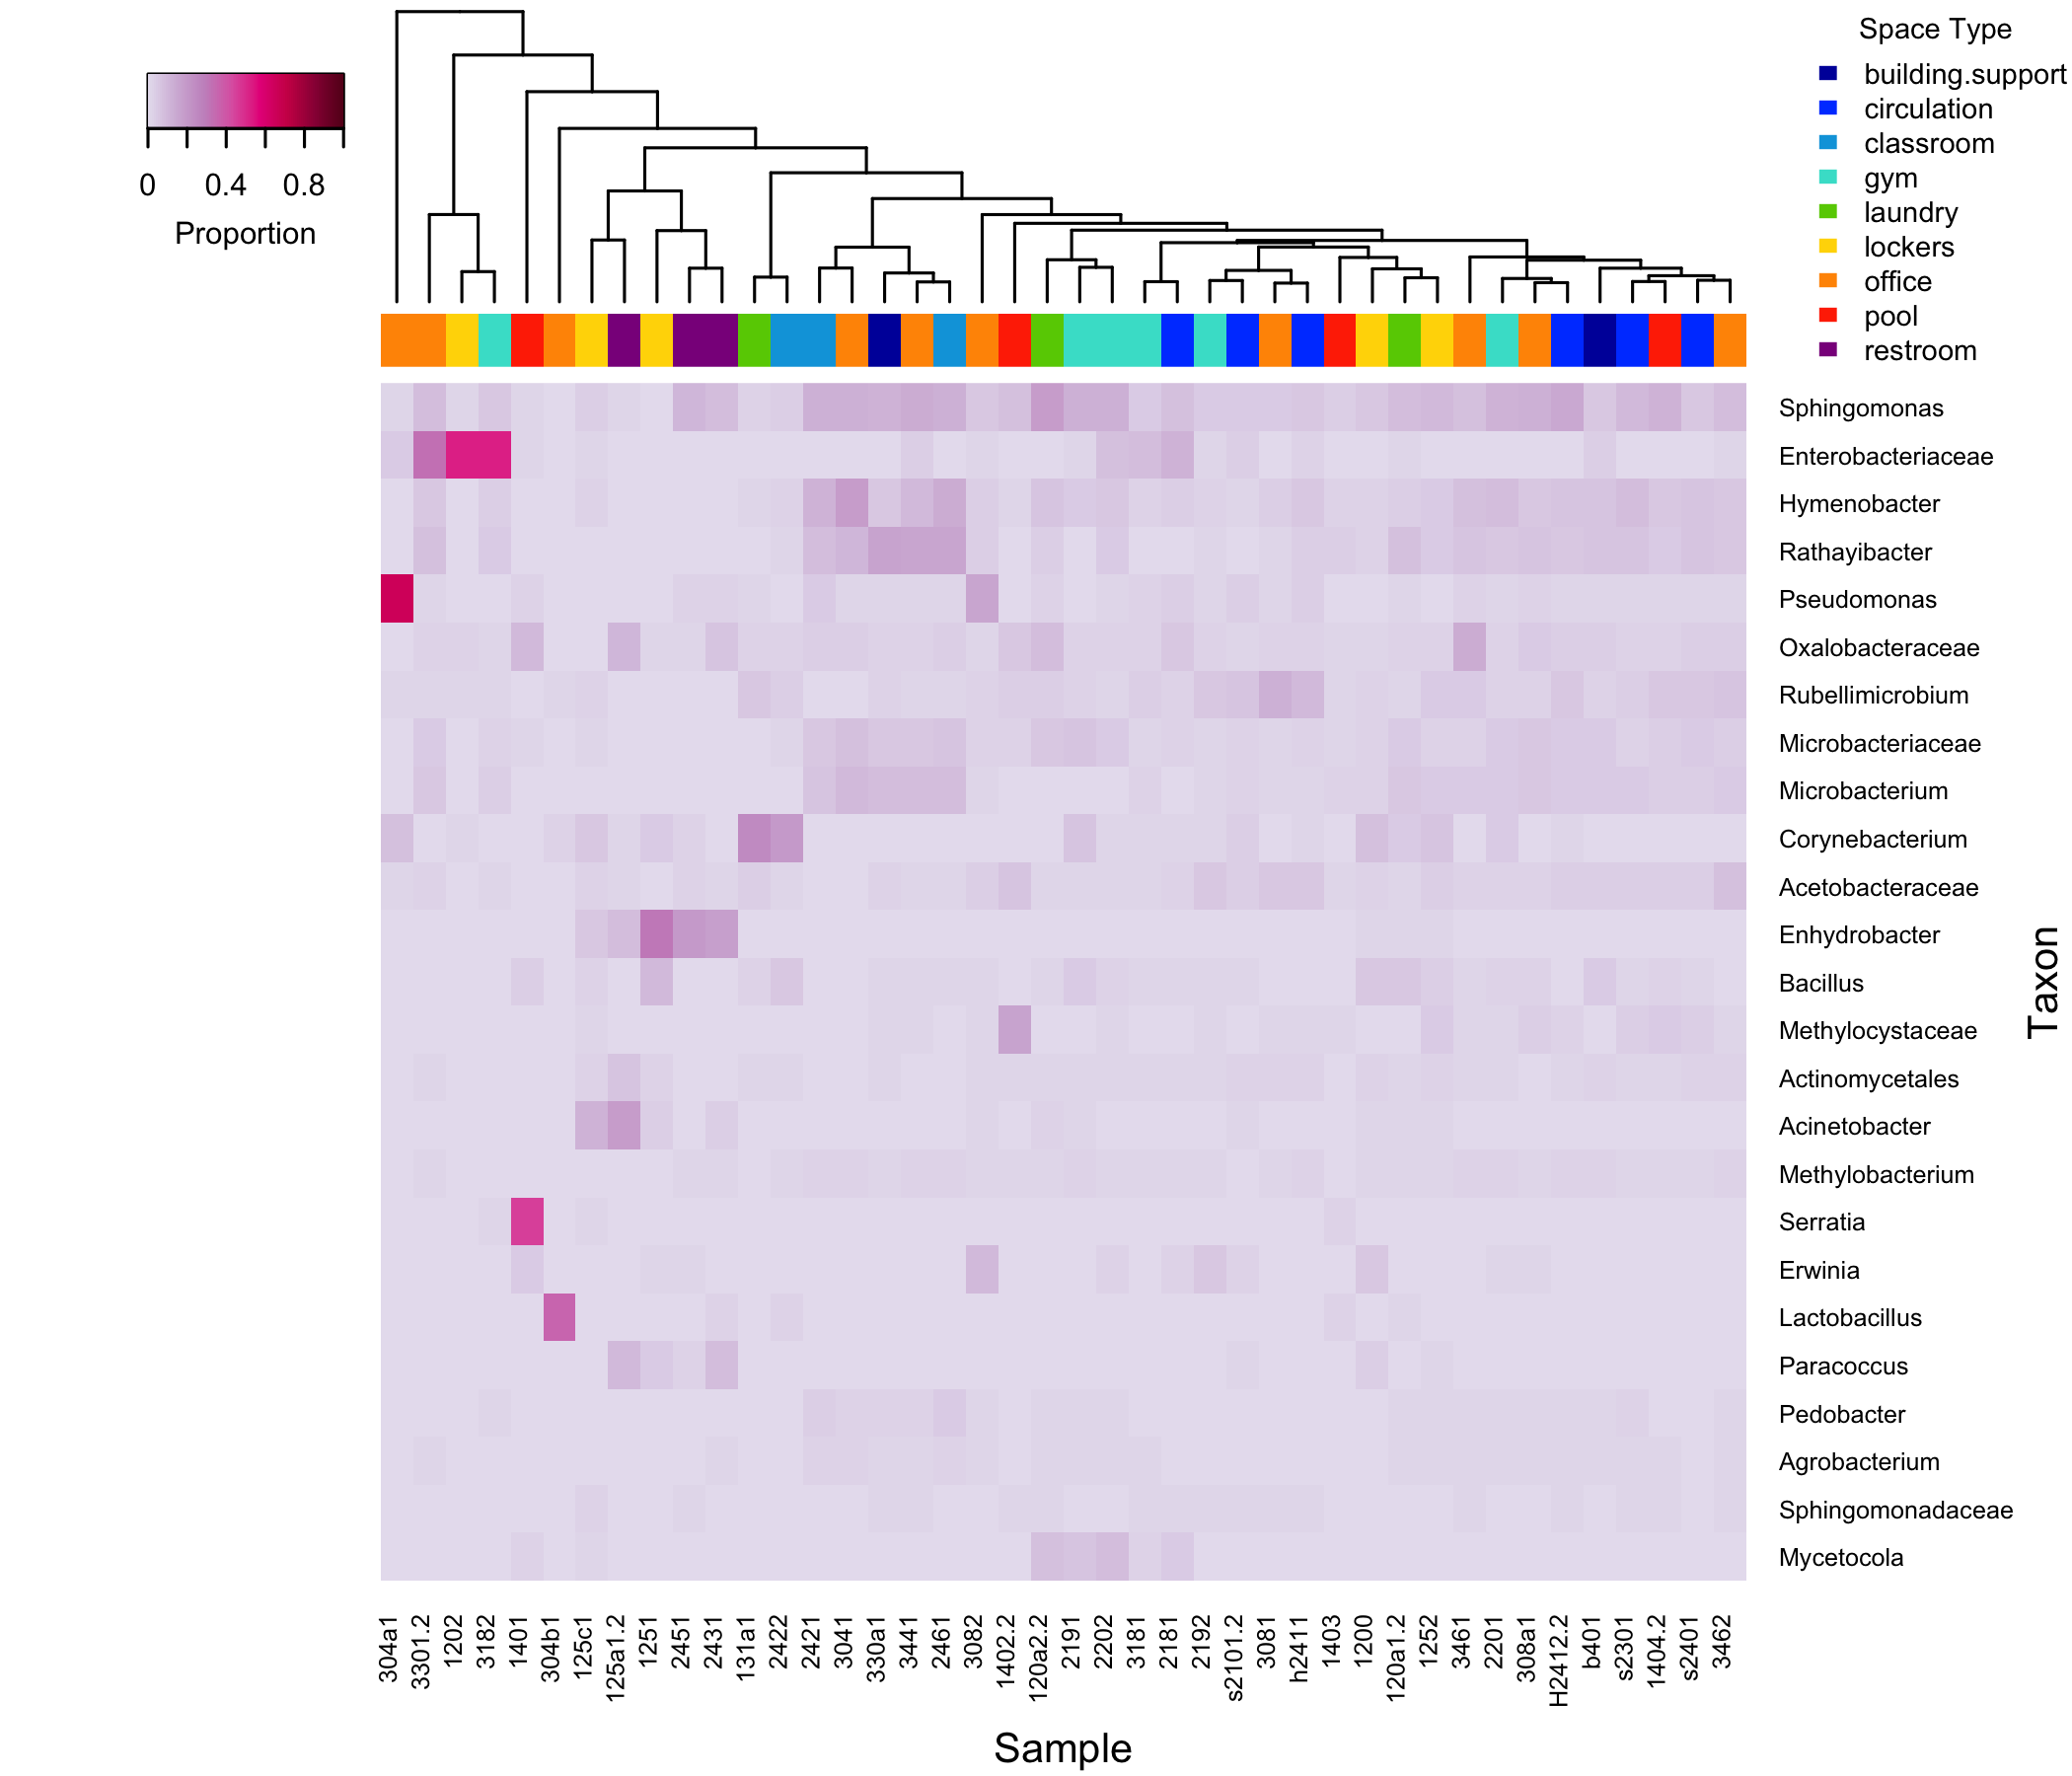 0 0.4 0.8
Proportion
Space Type
building.support
circulation
classroom
gym
laundry
lockers
office
pool
restroom
Sphingomonas
Enterobacteriaceae
Hymenobacter
Rathayibacter
Pseudomonas
Oxalobacteraceae
Rubellimicrobium
Microbacteriaceae
Microbacterium
Corynebacterium
Acetobacteraceae
Enhydrobacter
Bacillus
Methylocystaceae
Actinomycetales
Acinetobacter
Methylobacterium
Serratia
Erwinia
Lactobacillus
Paracoccus
Pedobacter
Agrobacterium
Sphingomonadaceae
Mycetocola
Taxon
304a1
3301.2
1202
3182
1401
304b1
125c1
125a1.2
1251
2451
2431
131a1
2422
2421
3041
330a1
3441
2461
3082
1402.2
120a2.2
2191
2202
3181
2181
2192
s2101.2
3081
h2411
1403
1200
120a1.2
1252
3461
2201
308a1
H2412.2
b401
s2301
1404.2
s2401
3462
Sample